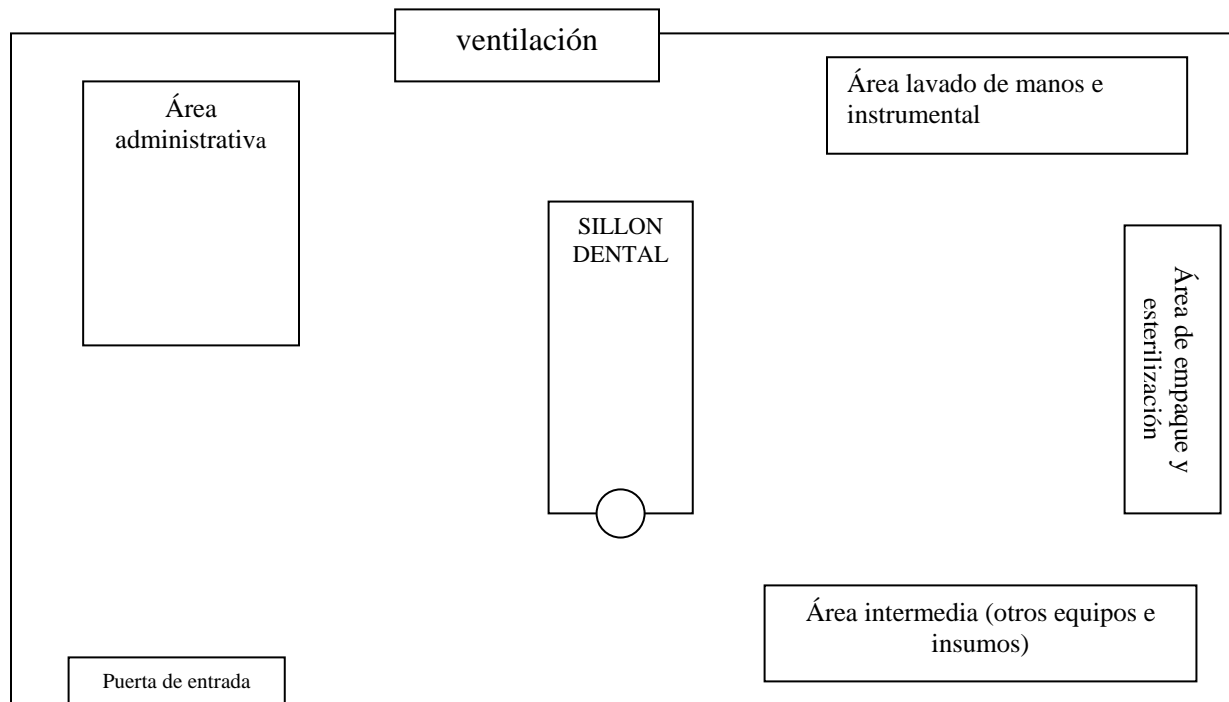 ventilación
Área
administrativa
Área lavado de manos e
instrumental
SILLON
DENTAL
Área de empaque y
esterilización
Área intermedia (otros equipos e
insumos)
Puerta de entrada